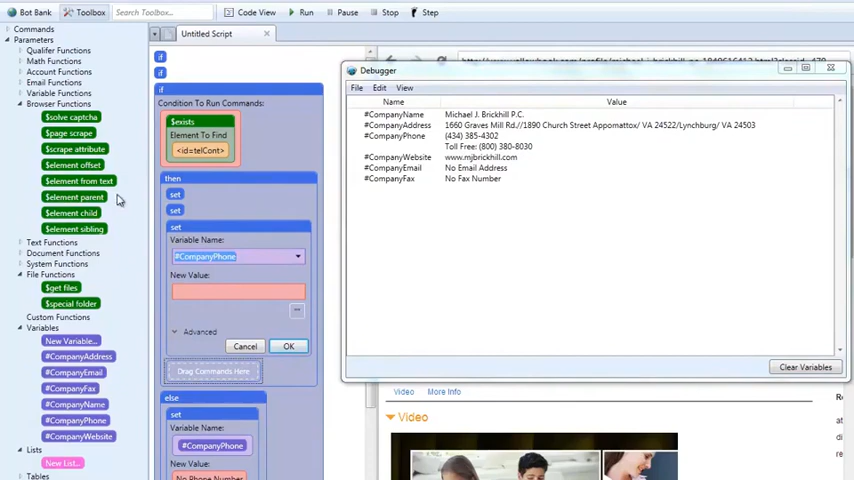 Bot Bank Toolbox Search Toolbox... Code View Run Pause Stop Step
Commands
Parameters
Qualifer Functions
Math Functions
Account Functions
Email Functions
Variable Functions
Browser Functions
$solve captcha
$page scrape
$scrape attribute
$element offset
$element from text
$element parent
$element child
$element sibling
Text Functions
Document Functions
System Functions
File Functions
$get files
$special folder
Custom Functions
Variables
New Variable...
#CompanyAddress
#CompanyEmail
#CompanyFax
#CompanyName
#CompanyPhone
#CompanyWebsite
Lists
New List...
Tables
Untitled Script
if
if
if
Condition To Run Commands:
$exists
Element To Find
<id=telCont>
then
set
set
set
Variable Name:
#CompanyPhone
New Value:
Advanced
Cancel OK
Drag Commands Here
else
set
Variable Name:
#CompanyPhone
New Value:
No Phone Number
Debugger
File Edit View
Name Value
#CompanyName Michael J. Brickhill P.C.
#CompanyAddress 1660 Graves Mill Rd.//1890 Church Street Appomattox/ VA 24522/Lynchburg/ VA 24503
#CompanyPhone (434) 385-4302
Toll Free: (800) 380-8030
#CompanyWebsite www.mjbrickhill.com
#CompanyEmail No Email Address
#CompanyFax No Fax Number
Clear Variables
Video More Info
Video